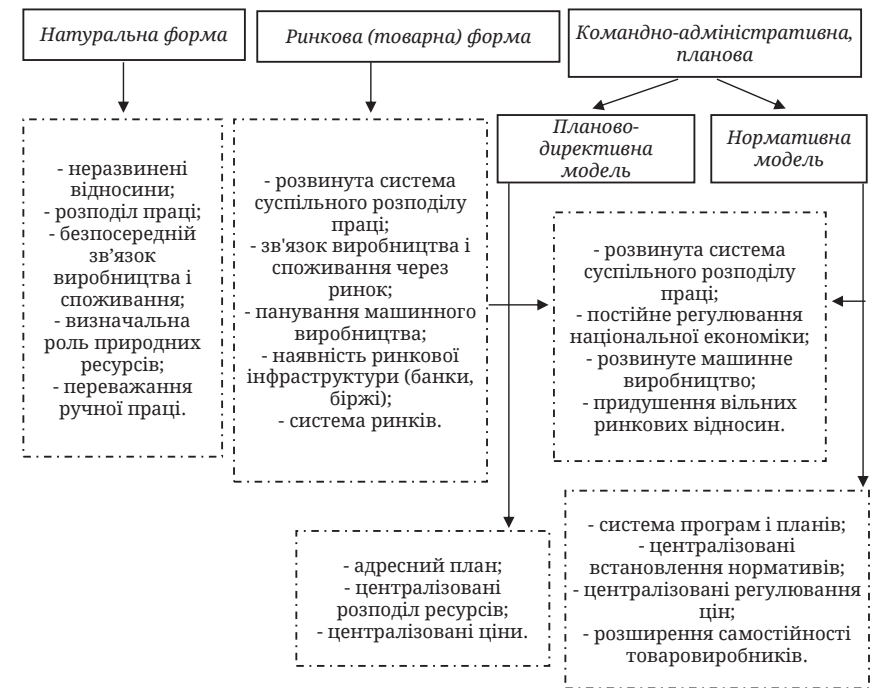 Натуральна форма
Ринкова (товарна) форма
Командно-адміністративна,
планова
Планово-
директивна
модель
Нормативна
модель
- неразвинені
відносини;
- розподіл праці;
- безпосередній
зв’язок
виробництва і
споживання;
- визначальна
роль природних
ресурсів;
- переважання
ручної праці.
- розвинута система
суспільного розподілу
праці;
- зв'язок виробництва і
споживання через
ринок;
- панування машинного
виробництва;
- наявність ринкової
інфраструктури (банки,
біржі);
- система ринків.
- розвинута система
суспільного розподілу
праці;
- постійне регулювання
національної економіки;
- розвинуте машинне
виробництво;
- придушення вільних
ринкових відносин.
- адресний план;
- централізовані
розподіл ресурсів;
- централізовані ціни.
- система програм і планів;
- централізовані
встановлення нормативів;
- централізовані регулювання
цін;
- розширення самостійності
товаровиробників.